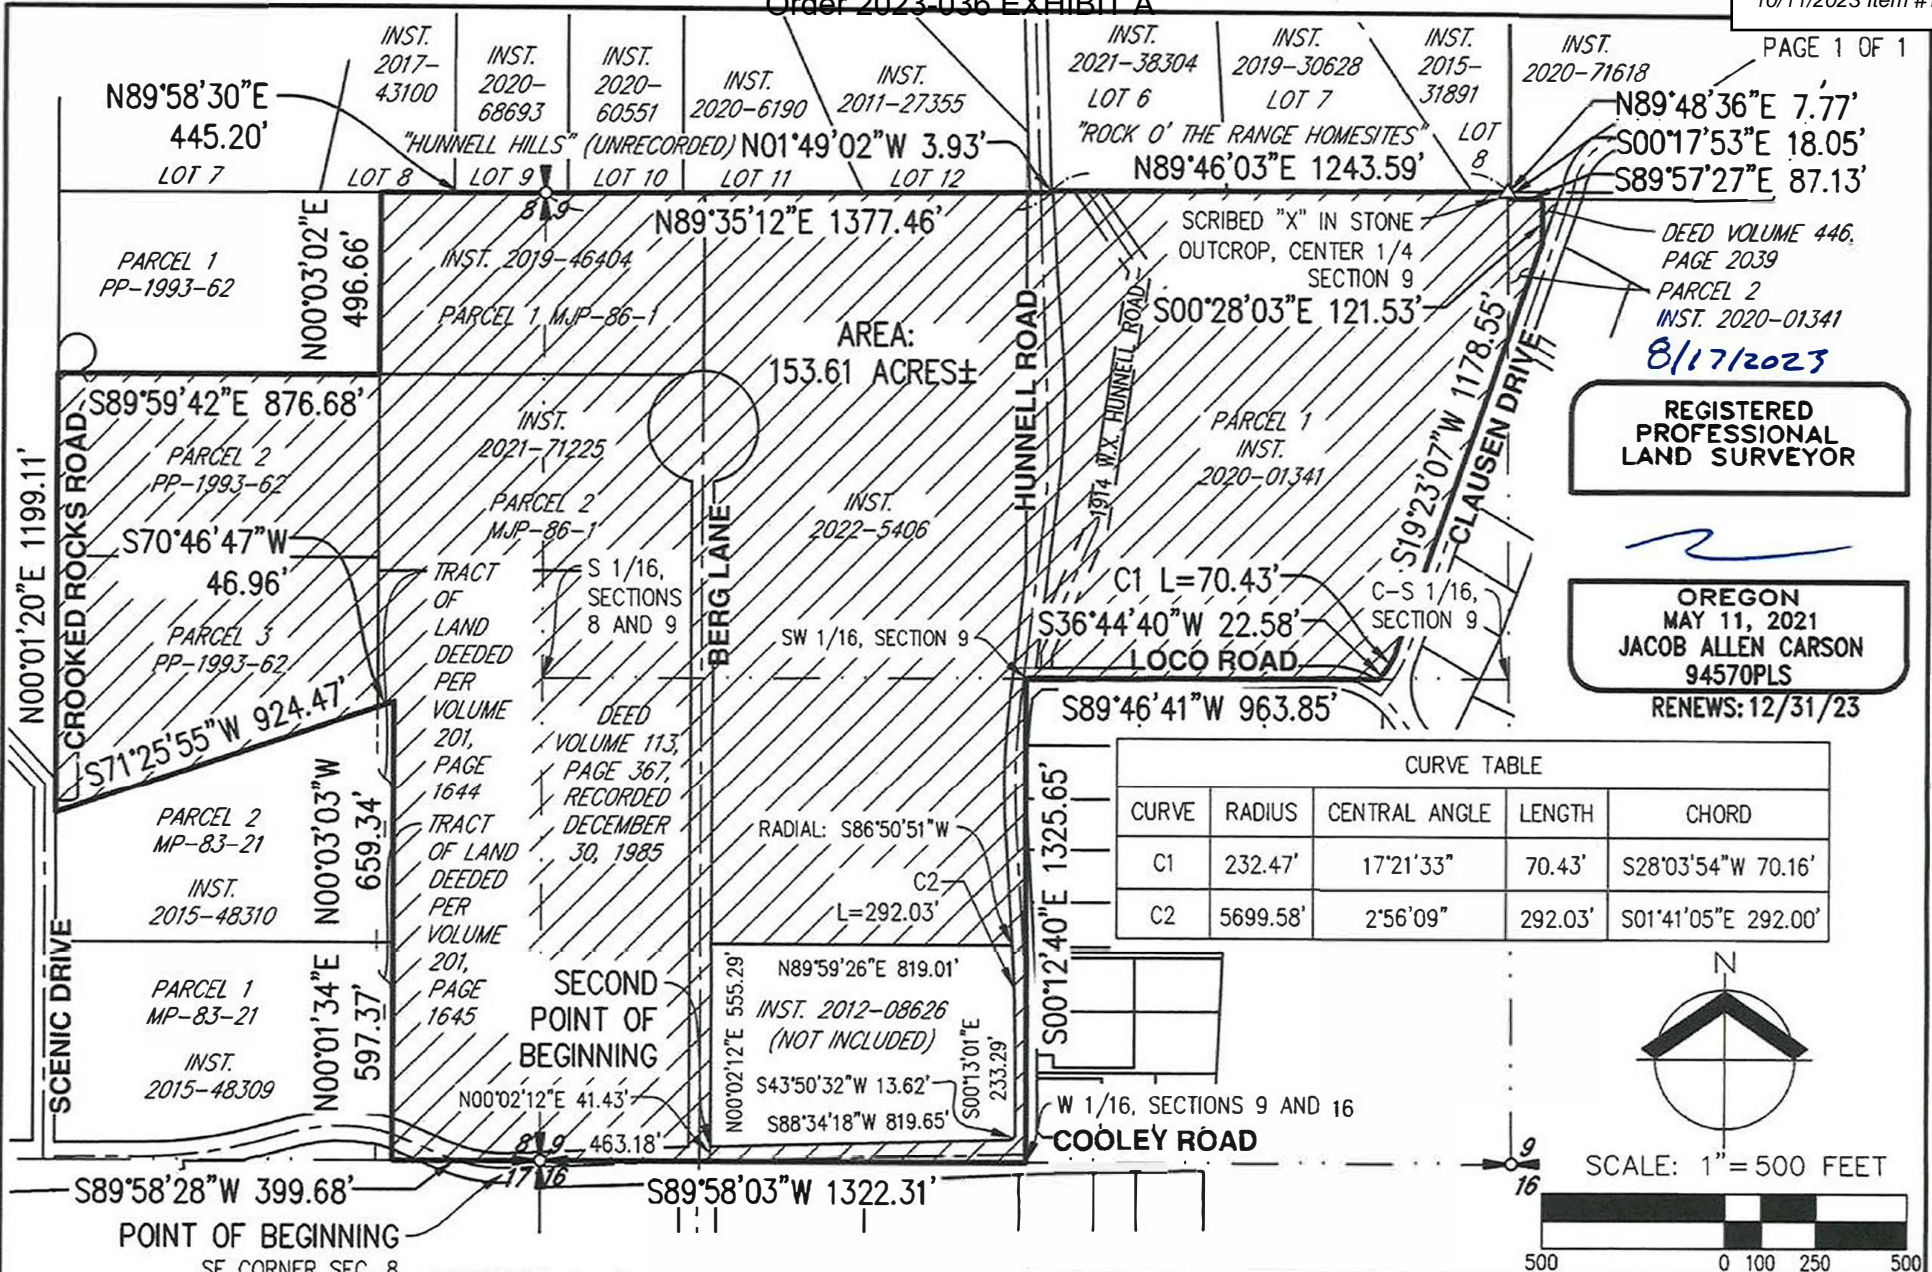 Order 2023-036 EXHIBIT A
10/11/2023 Item #
PAGE 1 OF 1
INST.
2017-
43100
INST.
2020-
68693
INST.
2020-
60551
INST.
2020-6190
INST.
2011-27355
INST.
2021-38304
LOT 6
INST.
2019-30628
LOT 7
INST.
2015-
31891
LOT
8
INST.
2020-71618
N89°58'30"E
445.20'
"HUNNELL HILLS" (UNRECORDED)
N01°49'02"W 3.93'
"ROCK O' THE RANGE HOMESITES"
N89°46'03"E 1243.59'
N89°48'36"E 7.77'
S00°17'53"E 18.05'
S89°57'27"E 87.13'
LOT 7
LOT 8
LOT 9
LOT 10
LOT 11
LOT 12
8 9
N89°35'12"E 1377.46'
PARCEL 1
PP-1993-62
N00°03'02"E
496.66'
INST. 2019-46404
PARCEL 1 MJP-86-1
AREA:
153.61 ACRES±
HUNNELL ROAD
1914 W.X. HUNNELL ROAD
SCRIBED "X" IN STONE
OUTCROP, CENTER 1/4
SECTION 9
S00°28'03"E 121.53'
DEED VOLUME 446,
PAGE 2039
PARCEL 2
INST. 2020-01341
8/17/2023
REGISTERED
PROFESSIONAL
LAND SURVEYOR
OREGON
MAY 11, 2021
JACOB ALLEN CARSON
94570PLS
RENEWS: 12/31/23
S19°23'07"W 1178.55'
CLAUSEN DRIVE
PARCEL 1
INST.
2020-01341
S89°59'42"E 876.68'
N00°01'20"E 1199.11'
CROOKED ROCKS ROAD
PARCEL 2
PP-1993-62
S70°46'47"W
46.96'
PARCEL 3
PP-1993-62
S71°25'55"W 924.47'
INST.
2021-71225
PARCEL 2
MJP-86-1
TRACT
OF
LAND
DEEDED
PER
VOLUME
201,
PAGE
1644
S 1/16,
SECTIONS
8 AND 9
BERG LANE
INST.
2022-5406
SW 1/16, SECTION 9
C1 L=70.43'
S36°44'40"W 22.58'
LOCO ROAD
C-S 1/16,
SECTION 9
S89°46'41"W 963.85'
DEED
VOLUME 113,
PAGE 367,
RECORDED
DECEMBER
30, 1985
TRACT
OF LAND
DEEDED
PER
VOLUME
201,
PAGE
1645
PARCEL 2
MP-83-21
INST.
2015-48310
N00°03'03"W
659.34'
RADIAL: S86°50'51"W
C2
L=292.03'
S00°12'40"E 1325.65'
CURVE TABLE
CURVE RADIUS CENTRAL ANGLE LENGTH CHORD
C1 232.47' 17°21'33" 70.43' S28°03'54"W 70.16'
C2 5699.58' 2°56'09" 292.03' S01°41'05"E 292.00'
SCENIC DRIVE
PARCEL 1
MP-83-21
INST.
2015-48309
N00°01'34"E
597.37'
SECOND
POINT OF
BEGINNING
N00°02'12"E 41.43'
N00°02'12"E 555.29'
N89°59'26"E 819.01'
INST. 2012-08626
(NOT INCLUDED)
S43°50'32"W 13.62'
S88°34'18"W 819.65'
S00°13'01"E
233.29'
W 1/16, SECTIONS 9 AND 16
COOLEY ROAD
8 9
17 16
463.18'
S89°58'28"W 399.68'
S89°58'03"W 1322.31'
POINT OF BEGINNING
SE CORNER SEC. 8
9
16
N
SCALE: 1"=500 FEET
500 0 100 250 500